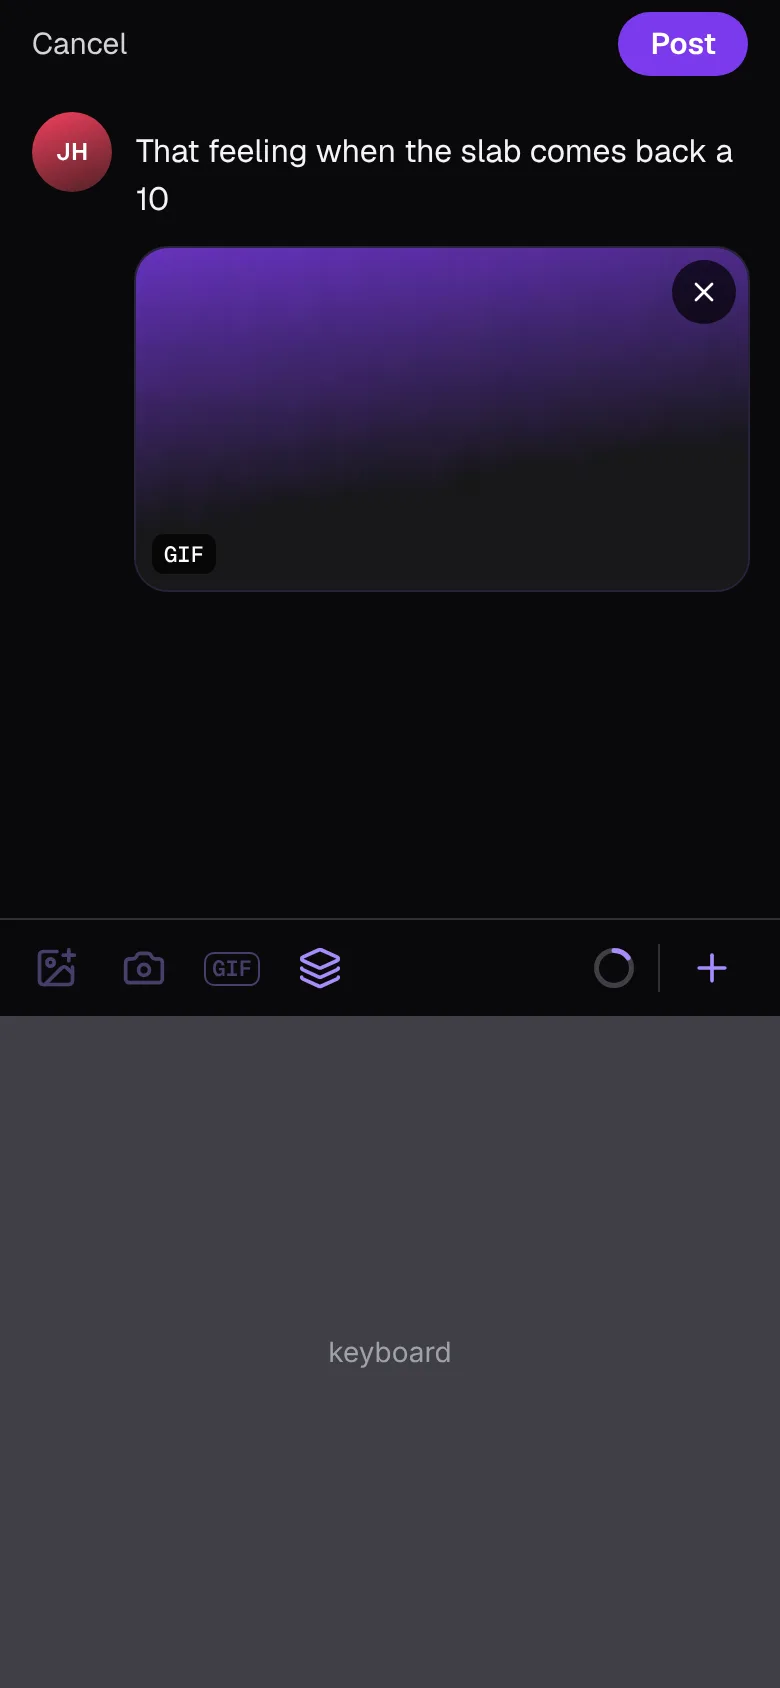 Cancel
Post
JH
That feeling when the slab comes back a
10
GIF
GIF
keyboard